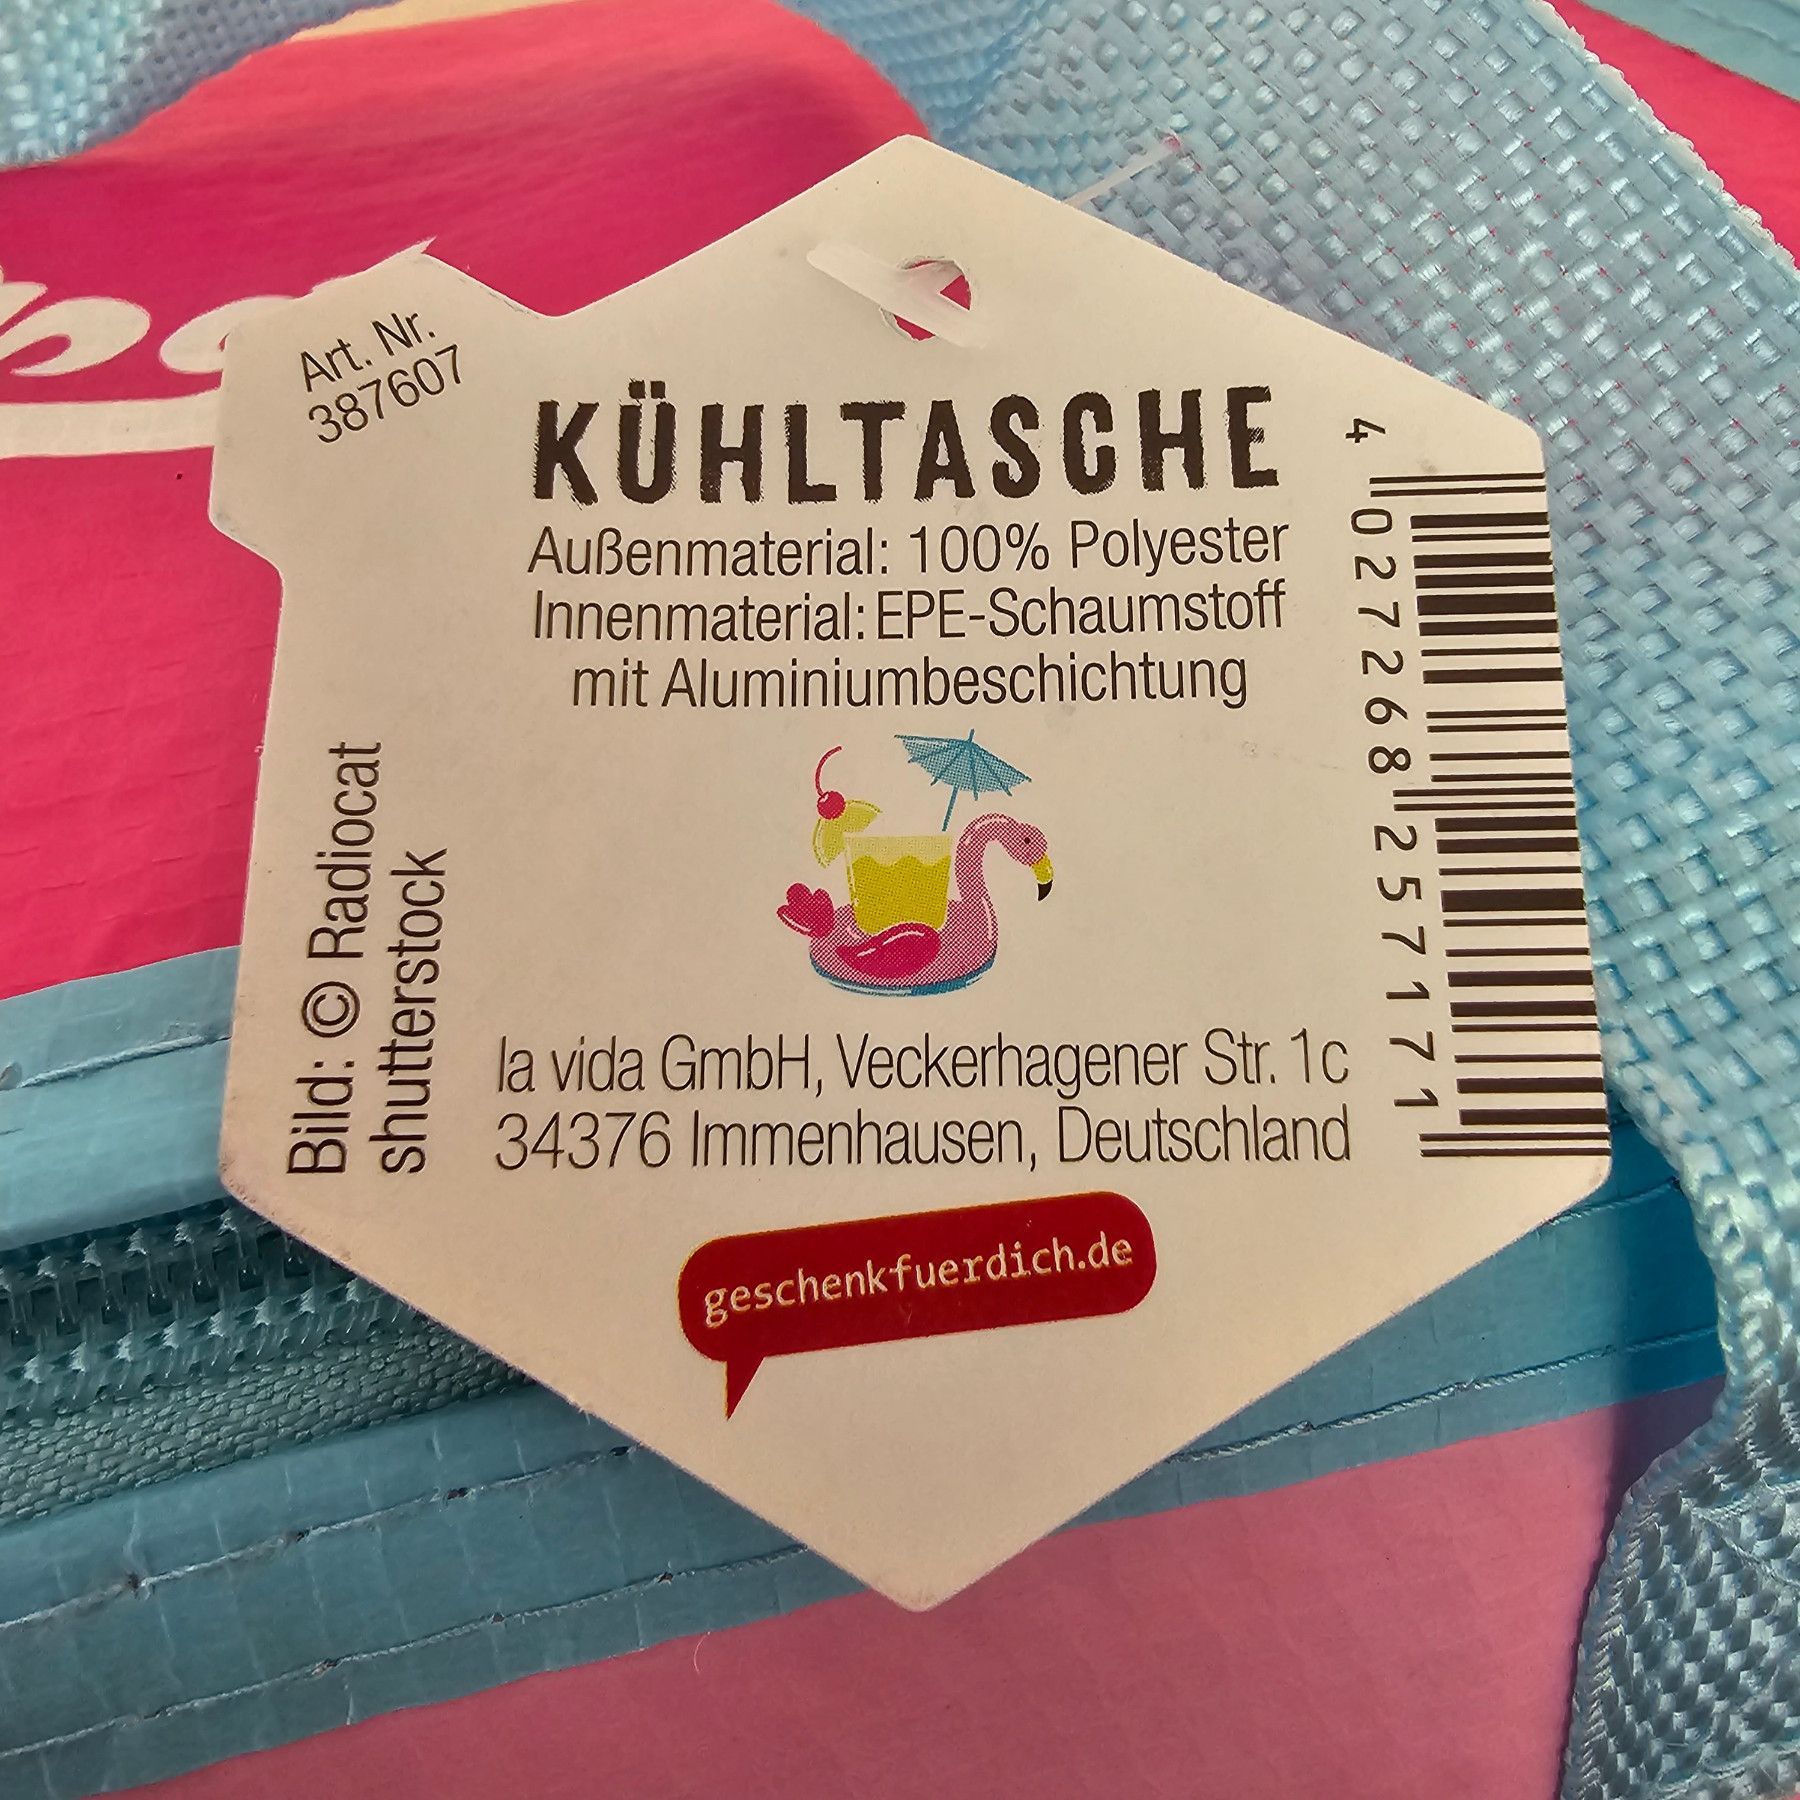 Art. Nr.
387607
KÜHLTASCHE
Außenmaterial: 100% Polyester
Innenmaterial: EPE-Schaumstoff
mit Aluminiumbeschichtung
Bild: © Radiocat
shutterstock
la vida GmbH, Veckerhagener Str. 1c
34376 Immenhausen, Deutschland
geschenkfuerdich.de
4 027268 257171